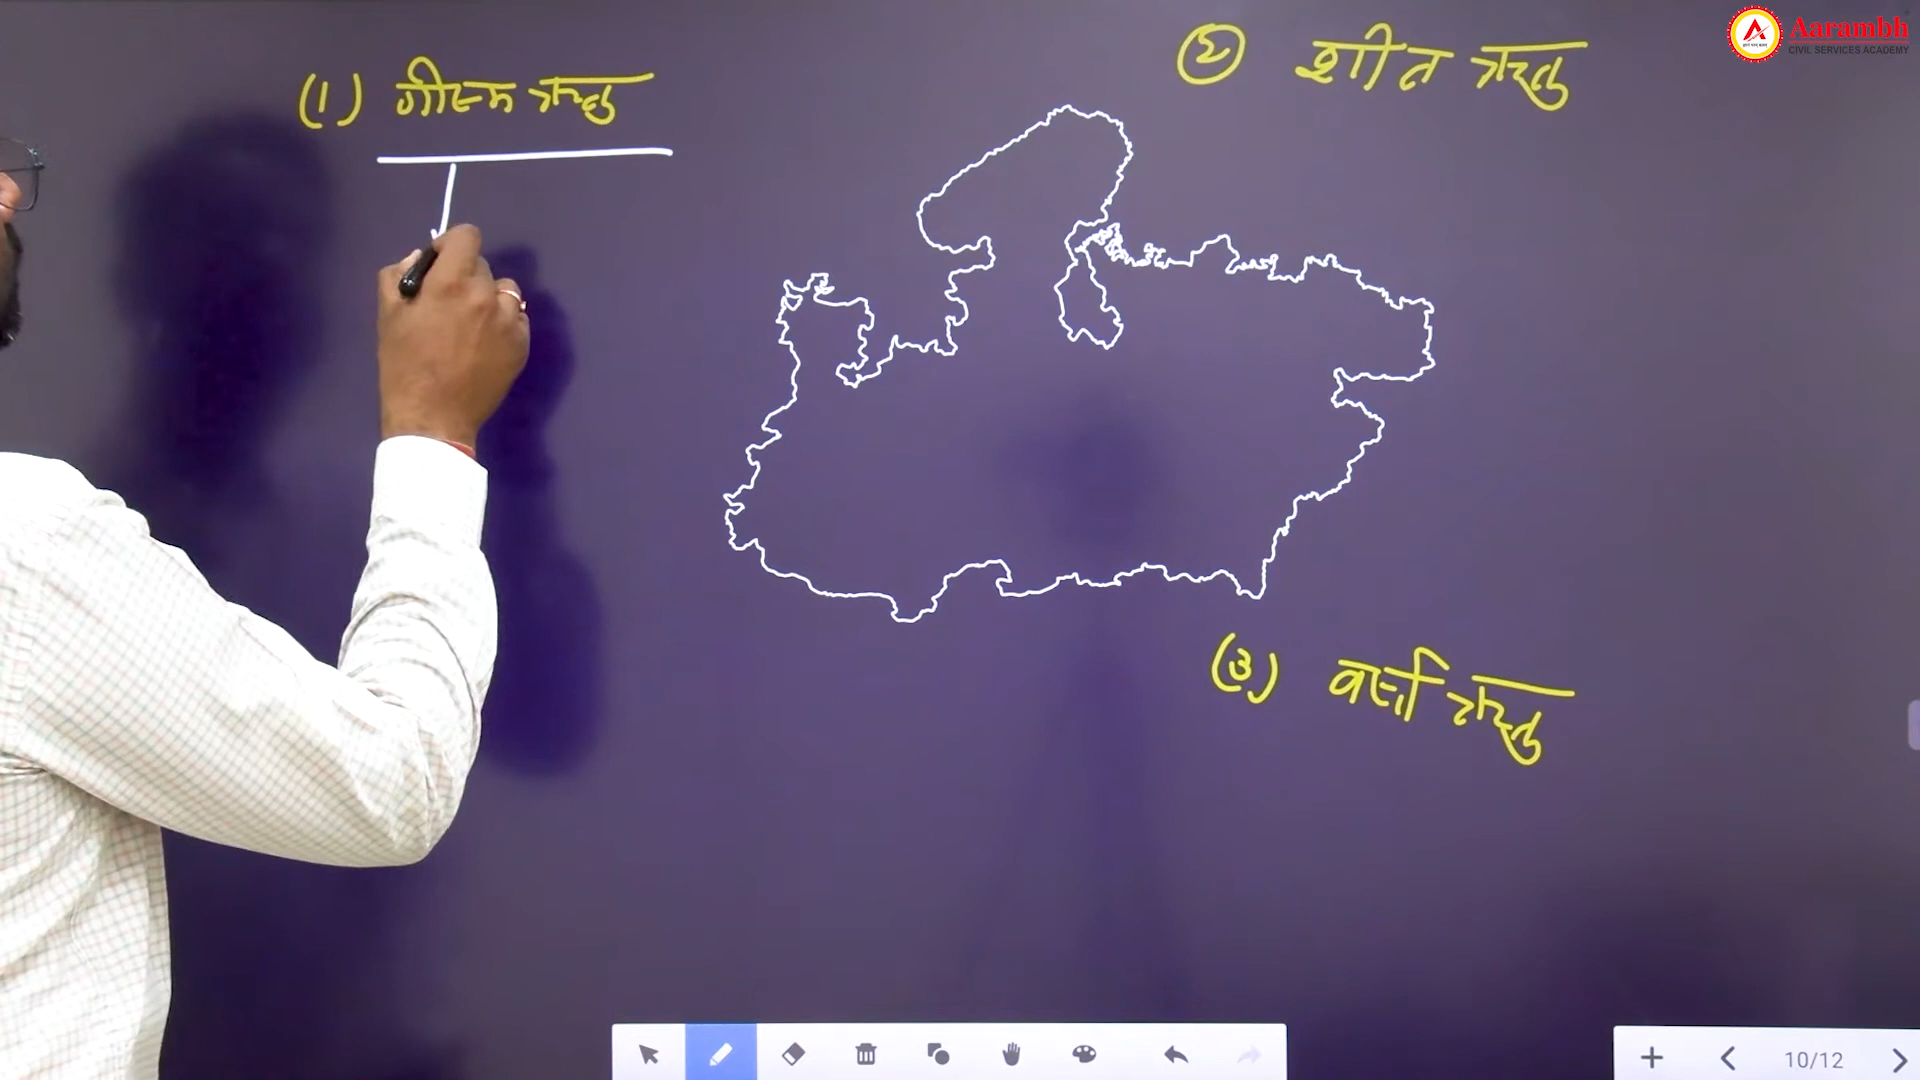 (1) ग्रीष्म ऋतु
② शीत ऋतु
Aarambh
CIVIL SERVICES ACADEMY
(3) वर्षा ऋतु
10/12